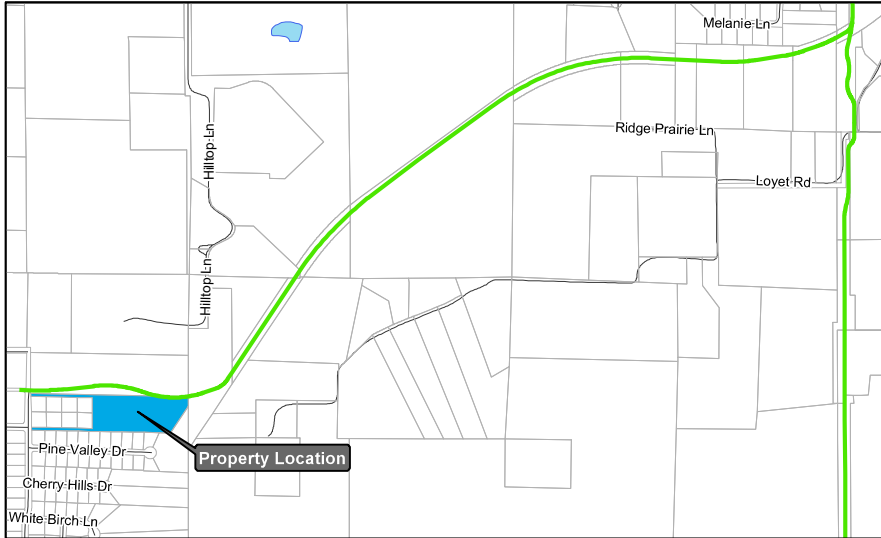 Melanie Ln
Ridge Prairie Ln
Hilltop Ln
Loyet Rd
Hilltop Ln
Pine Valley Dr
Property Location
Cherry Hills Dr
White Birch Ln